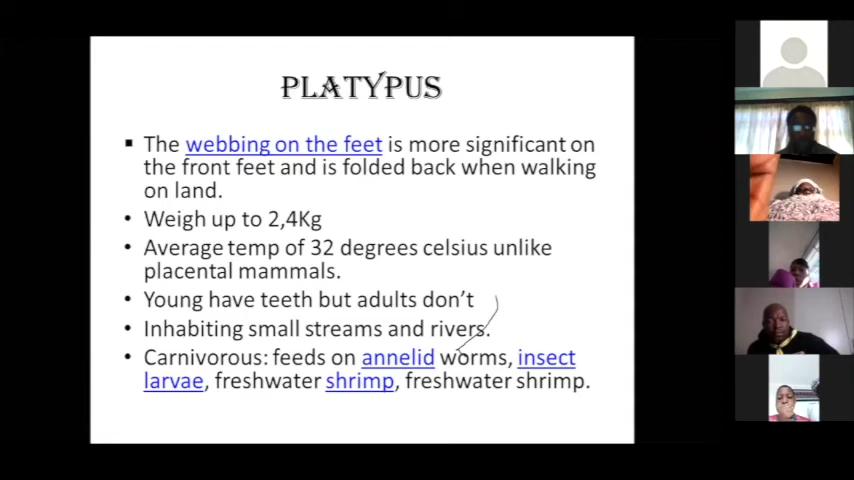 PLATYPUS
▪ The webbing on the feet is more significant on
the front feet and is folded back when walking
on land.
• Weigh up to 2,4Kg
• Average temp of 32 degrees celsius unlike
placental mammals.
• Young have teeth but adults don't
• Inhabiting small streams and rivers.
• Carnivorous: feeds on annelid worms, insect
larvae, freshwater shrimp, freshwater shrimp.